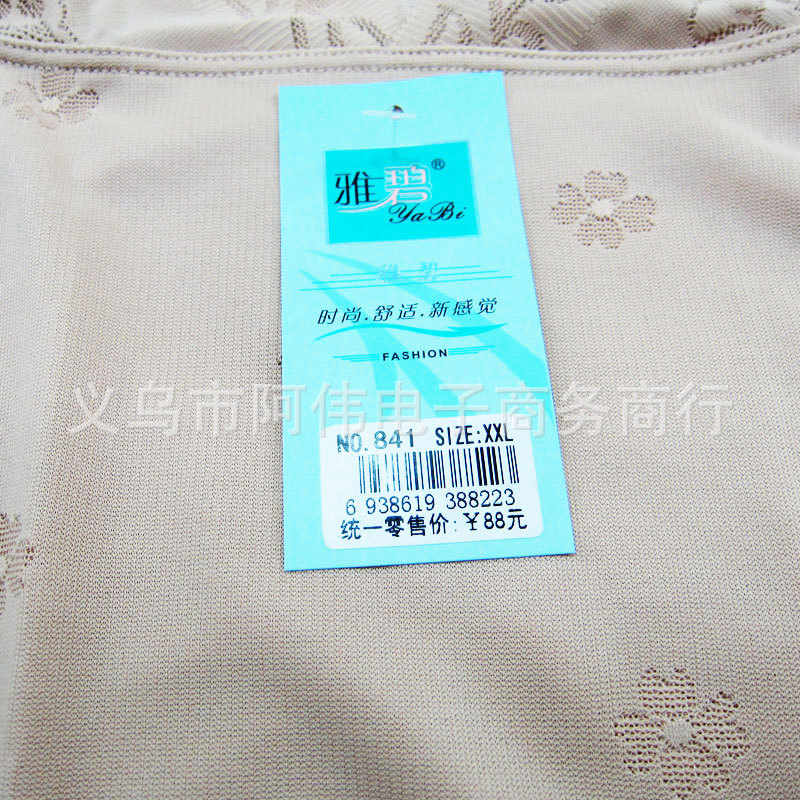 雅碧®
YaBi
雅碧
时尚.舒适.新感觉
FASHION
义乌市阿伟电子商务商行
NO.841 SIZE:XXL
6 938619 388223
统一零售价:￥88元